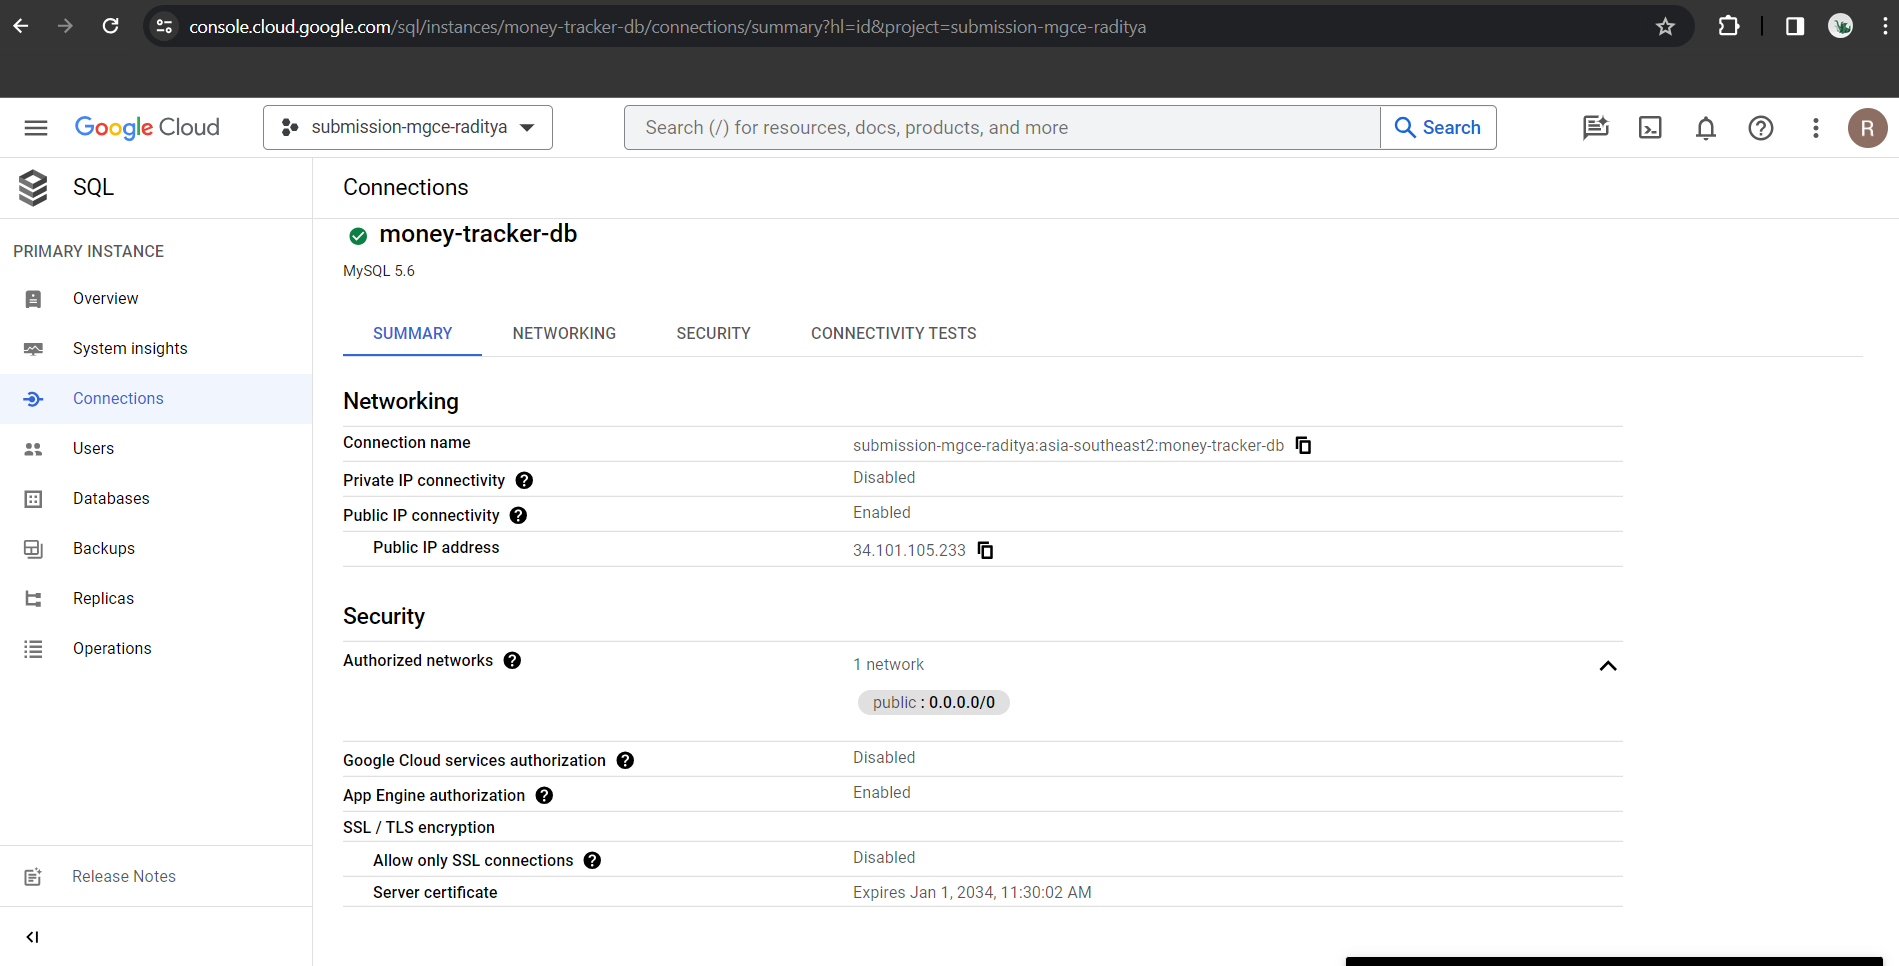 console.cloud.google.com/sql/instances/money-tracker-db/connections/summary?hl=id&project=submission-mgce-raditya
Google Cloud
submission-mgce-raditya
Search (/) for resources, docs, products, and more
Search
R
SQL
Connections
PRIMARY INSTANCE
Overview
System insights
Connections
Users
Databases
Backups
Replicas
Operations
Release Notes
money-tracker-db
MySQL 5.6
SUMMARY NETWORKING SECURITY CONNECTIVITY TESTS
Networking
Connection name submission-mgce-raditya:asia-southeast2:money-tracker-db
Private IP connectivity Disabled
Public IP connectivity Enabled
Public IP address 34.101.105.233
Security
Authorized networks 1 network
public : 0.0.0.0/0
Google Cloud services authorization Disabled
App Engine authorization Enabled
SSL / TLS encryption
Allow only SSL connections Disabled
Server certificate Expires Jan 1, 2034, 11:30:02 AM